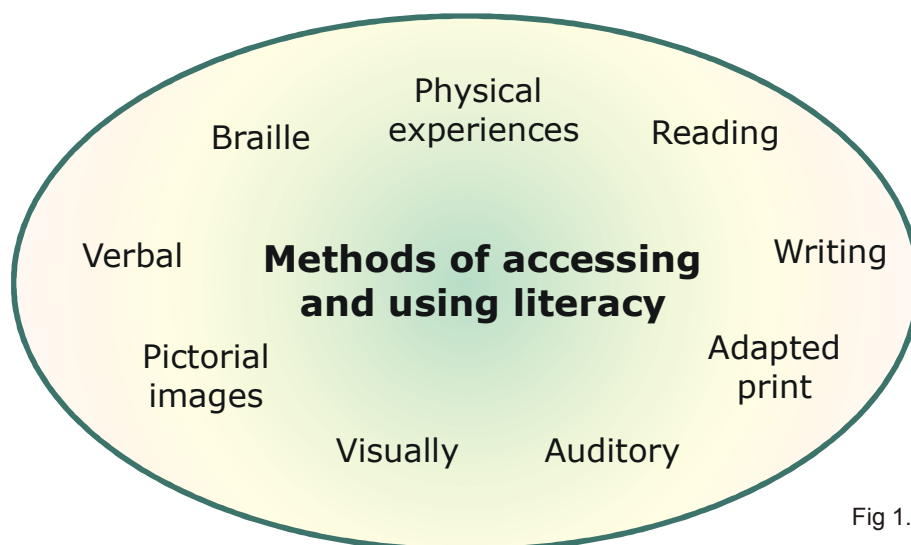 Physical
experiences
Braille
Reading
Verbal
Methods of accessing
and using literacy
Writing
Pictorial
images
Adapted
print
Visually
Auditory
Fig 1.